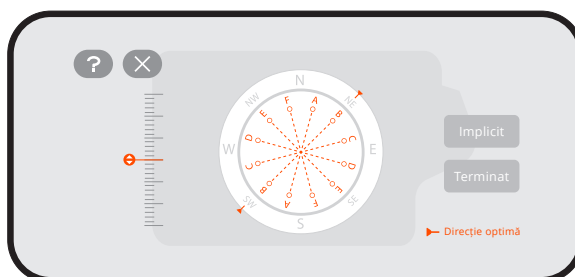 ?
N
NW
NE
F
A
E
B
D
C
W
E
C
D
B
E
A
F
SW
SE
S
Implicit
Terminat
Direcție optimă